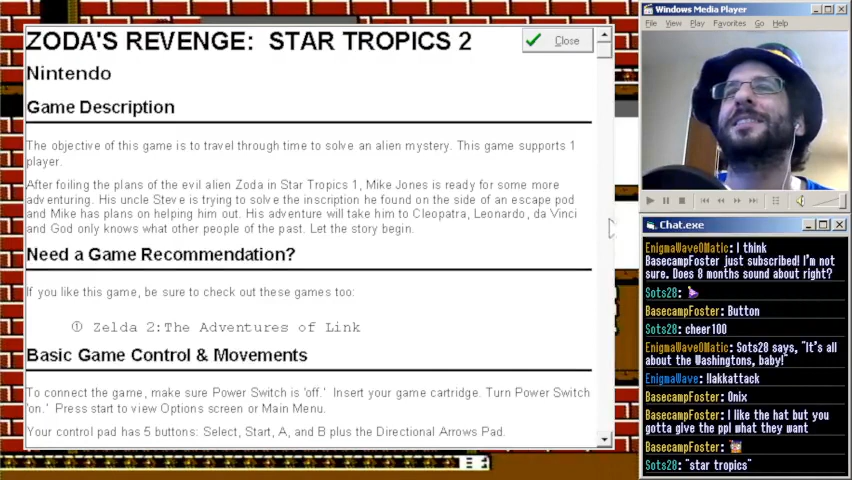 ZODA'S REVENGE: STAR TROPICS 2
Close
Nintendo
Game Description
The objective of this game is to travel through time to solve an alien mystery. This game supports 1
player.
After foiling the plans of the evil alien Zoda in Star Tropics 1, Mike Jones is ready for some more
adventuring. His uncle Steve is trying to solve the inscription he found on the side of an escape pod
and Mike has plans on helping him out. His adventure will take him to Cleopatra, Leonardo, da Vinci
and God only knows what other people of the past. Let the story begin.
Need a Game Recommendation?
If you like this game, be sure to check out these games too:
① Zelda 2:The Adventures of Link
Basic Game Control & Movements
To connect the game, make sure Power Switch is 'off.' Insert your game cartridge. Turn Power Switch
'on.' Press start to view Options screen or Main Menu.
Your control pad has 5 buttons: Select, Start, A, and B plus the Directional Arrows Pad.
Windows Media Player
File View Play Favorites Go Help
Chat.exe
EnigmaWaveOMatic: I think
BasecampFoster just subscribed! I'm not
sure. Does 8 months sound about right?
Sots28:
BasecampFoster: Button
Sots28: cheer100
EnigmaWaveOMatic: Sots28 says, "It's all
about the Washingtons, baby!"
EnigmaWave: Hakkattack
BasecampFoster: Onix
BasecampFoster: I like the hat but you
gotta give the ppl what they want
BasecampFoster:
Sots28: "star tropics"